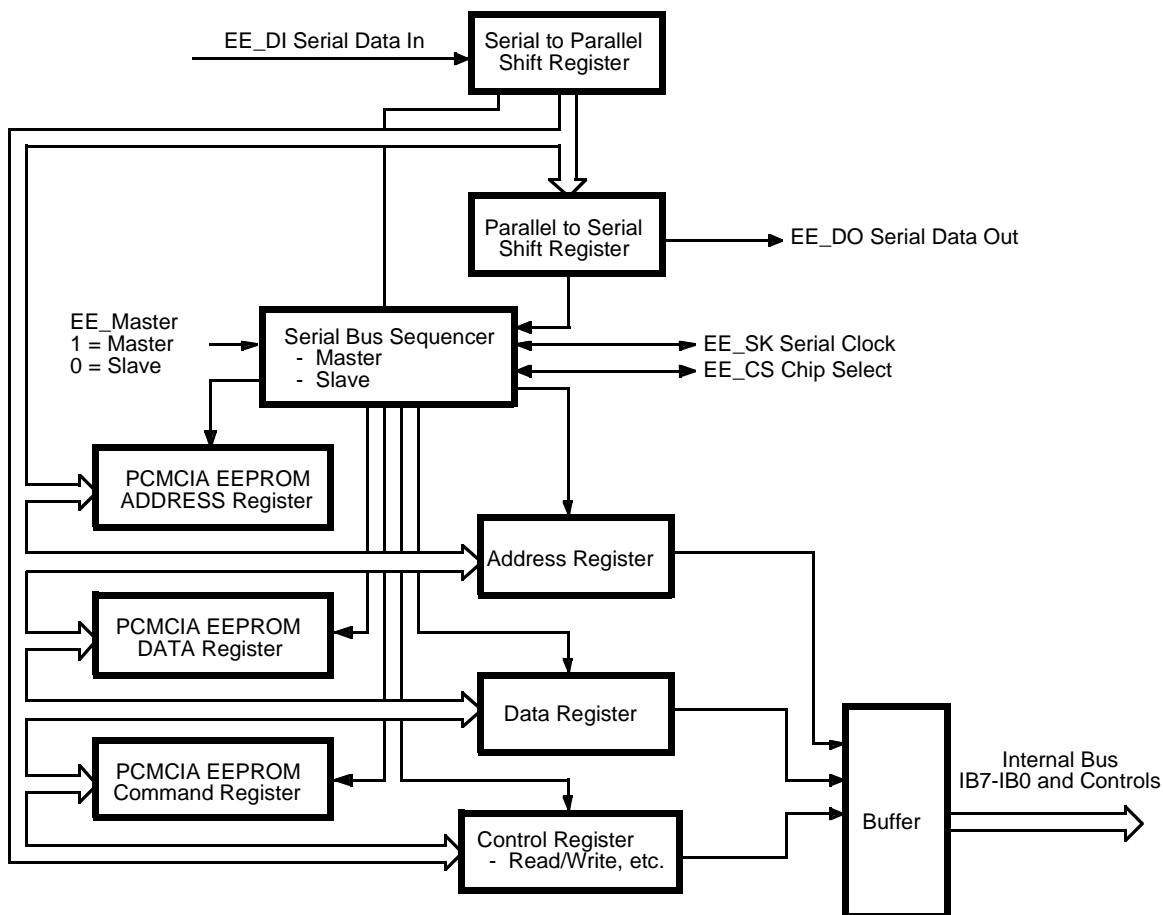 EE_DI Serial Data In
Serial to Parallel
Shift Register
Parallel to Serial
Shift Register
EE_DO Serial Data Out
EE_Master
1 = Master
0 = Slave
Serial Bus Sequencer
- Master
- Slave
EE_SK Serial Clock
EE_CS Chip Select
PCMCIA EEPROM
ADDRESS Register
Address Register
PCMCIA EEPROM
DATA Register
Data Register
PCMCIA EEPROM
Command Register
Control Register
- Read/Write, etc.
Buffer
Internal Bus
IB7-IB0 and Controls